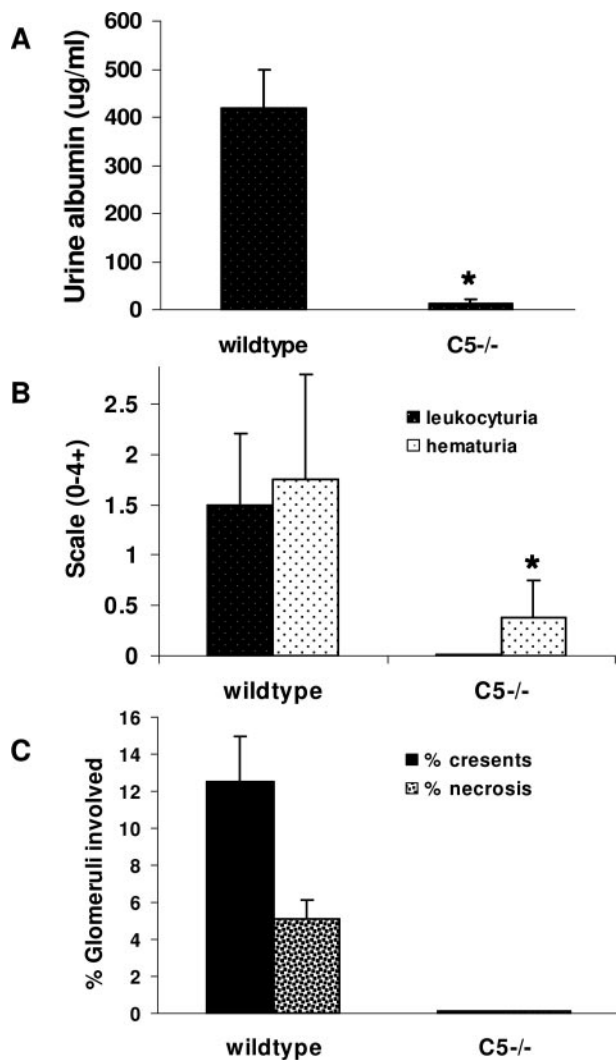 A
Urine albumin (ug/ml)
600
500
400
300
200
100
0
*
wildtype
C5-/-
B
Scale (0-4+)
2.5
2
1.5
1
0.5
0
leukocyturia
hematuria
*
wildtype
C5-/-
C
% Glomeruli involved
16
14
12
10
8
6
4
2
0
% cresents
% necrosis
wildtype
C5-/-